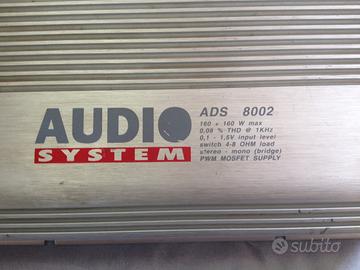 AUDIO
SYSTEM
ADS 8002
160 + 160 W max
0,08 % THD @ 1KHz
0,1 - 1,5V input level
switch 4-8 OHM load
stereo - mono (bridge)
PWM MOSFET SUPPLY
subito